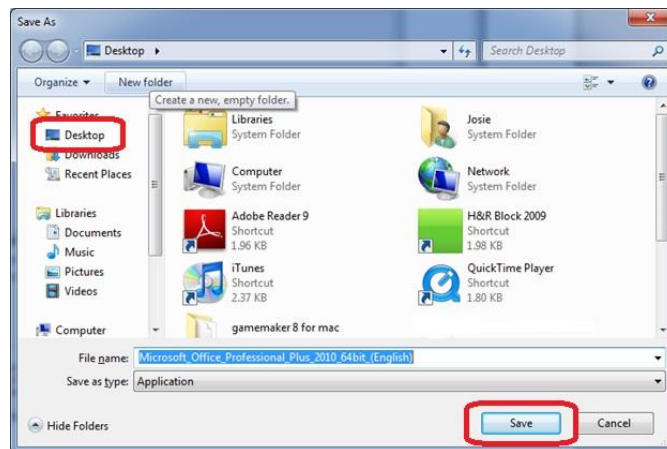 Save As
Desktop
Search Desktop
Organize
New folder
Create a new, empty folder.
Favorites
Desktop
Downloads
Recent Places
Libraries
Documents
Music
Pictures
Videos
Computer
Libraries
System Folder
Josie
System Folder
Computer
System Folder
Network
System Folder
Adobe Reader 9
Shortcut
1.96 KB
H&R Block 2009
Shortcut
1.98 KB
iTunes
Shortcut
2.37 KB
QuickTime Player
Shortcut
1.80 KB
gamemaker 8 for mac
File name: Microsoft_Office_Professional_Plus_2010_64bit_(English)
Save as type: Application
Hide Folders
Save
Cancel